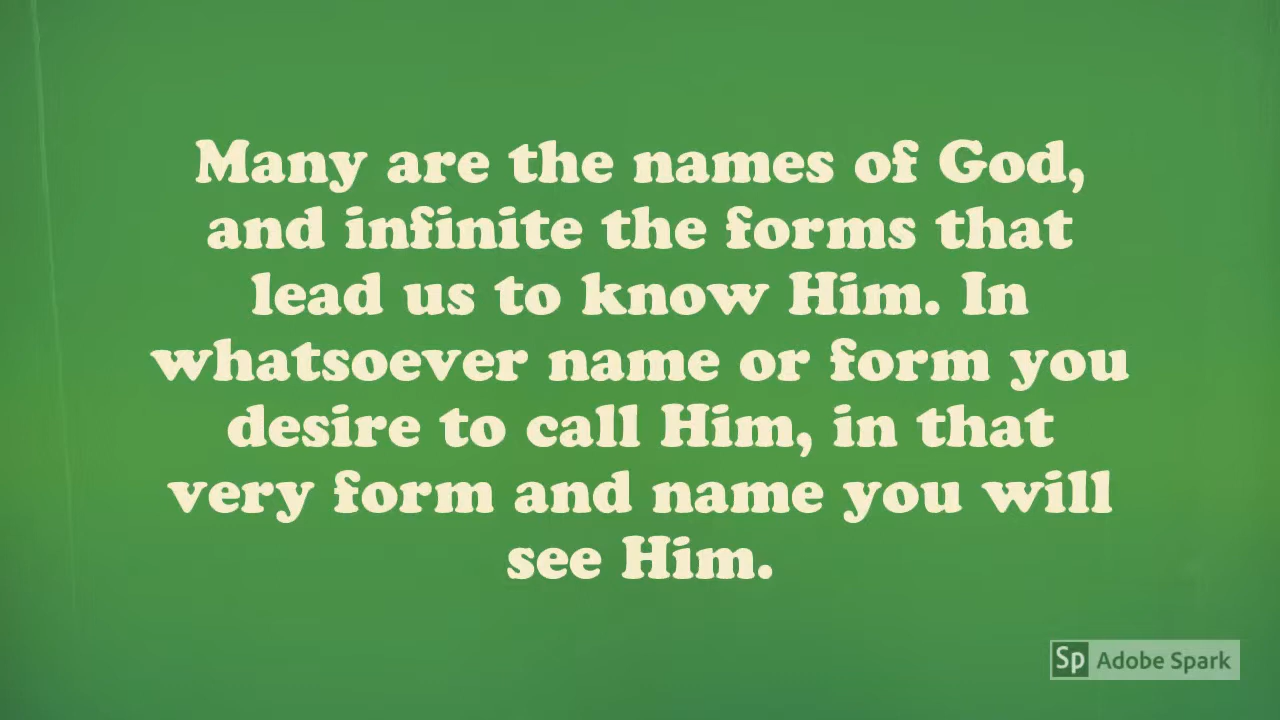 Many are the names of God,
and infinite the forms that
lead us to know Him. In
whatsoever name or form you
desire to call Him, in that
very form and name you will
see Him.
Sp Adobe Spark